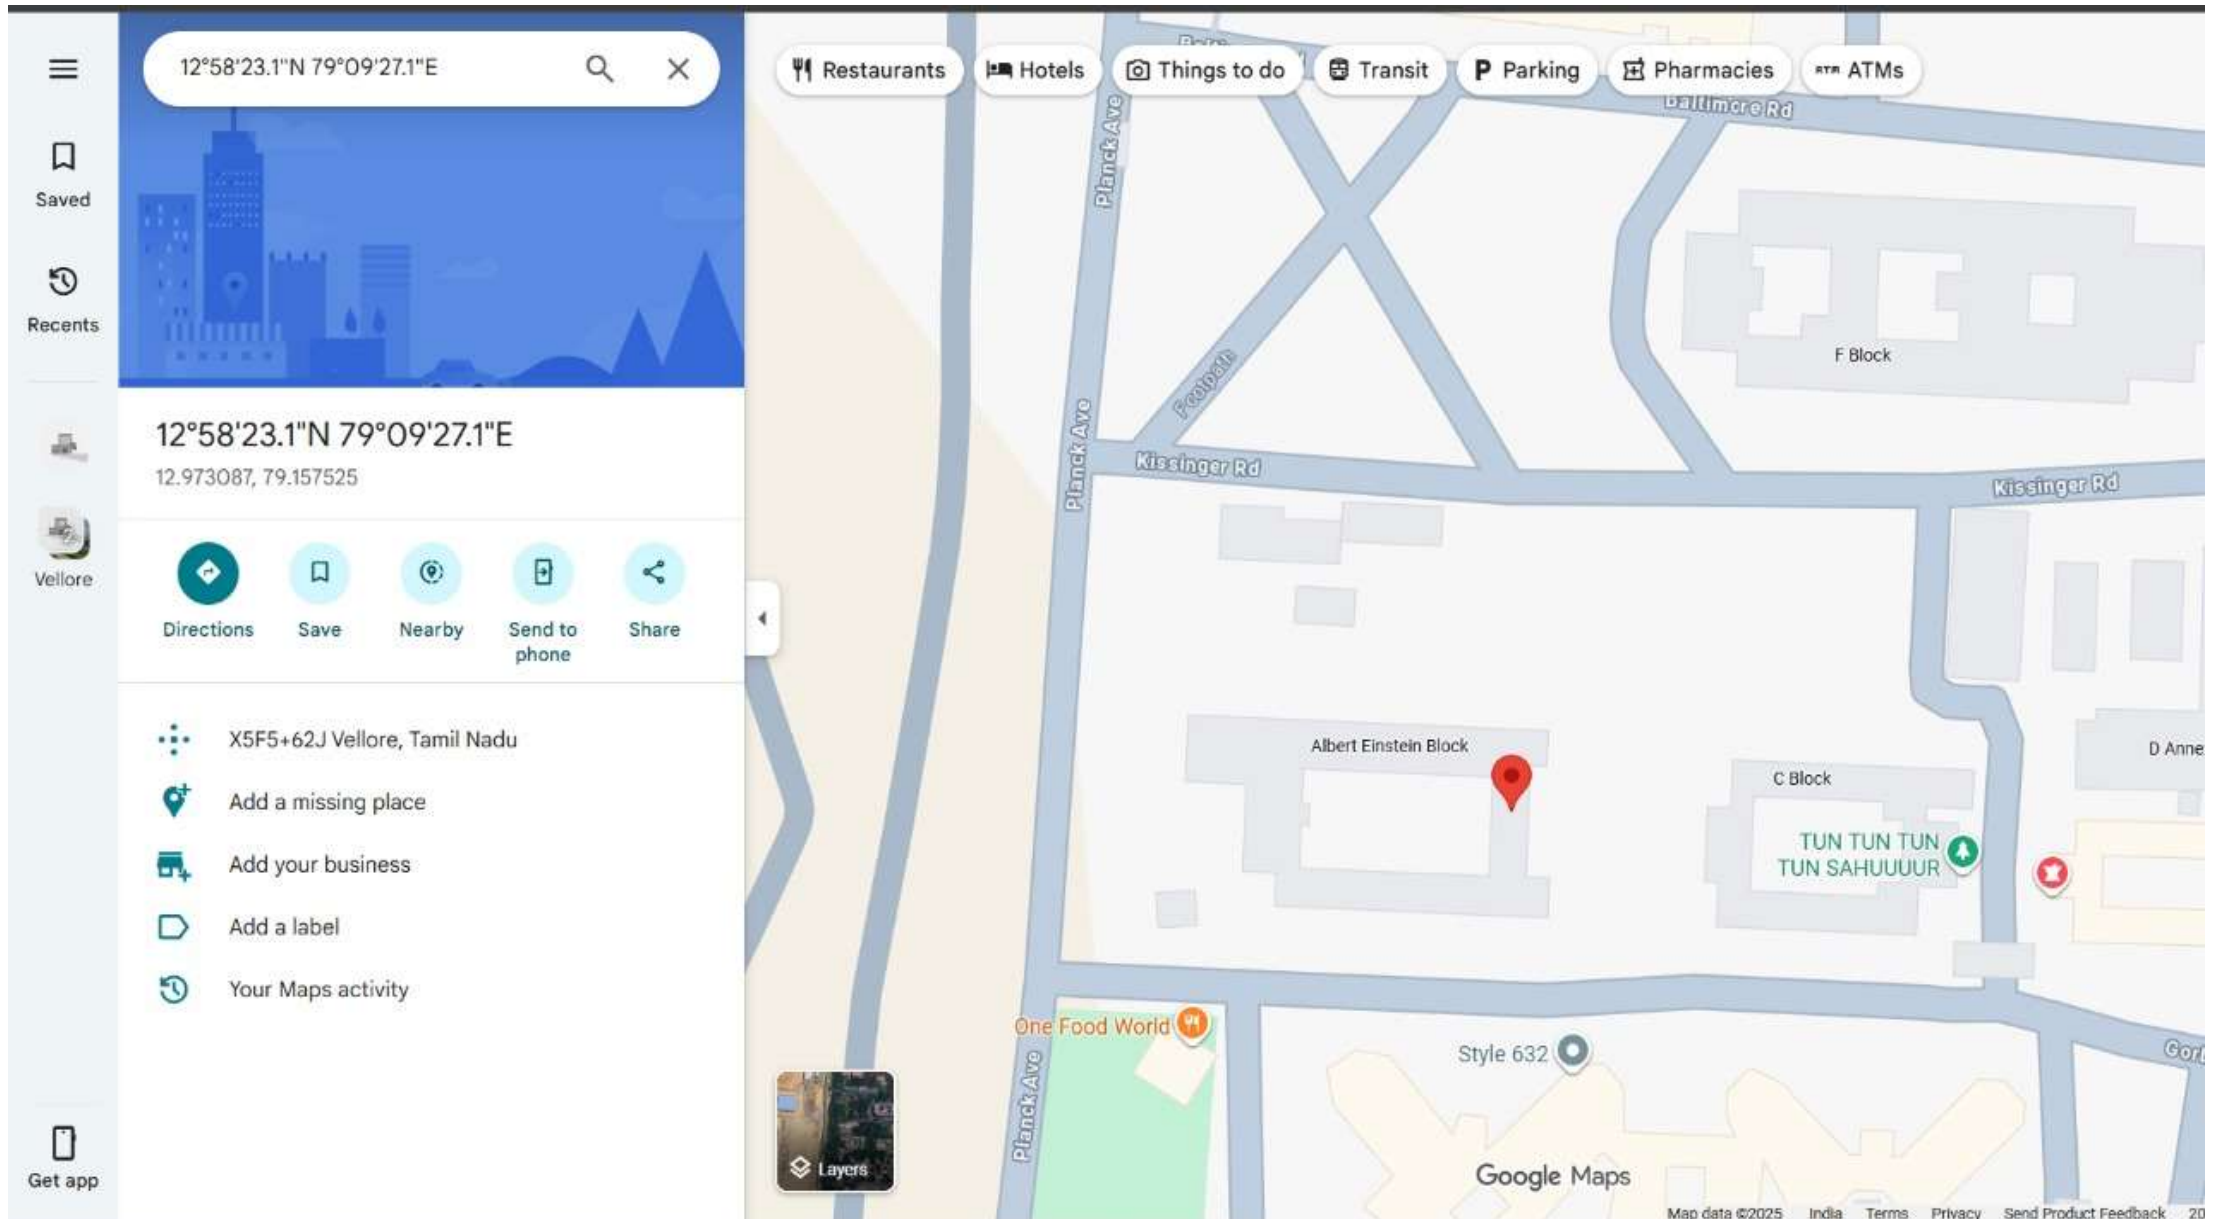 12°58'23.1"N 79°09'27.1"E
Saved
Recents
Vellore
Get app
12°58'23.1"N 79°09'27.1"E
12.973087, 79.157525
Directions
Save
Nearby
Send to
phone
Share
X5F5+62J Vellore, Tamil Nadu
Add a missing place
Add your business
Add a label
Your Maps activity
Restaurants
Hotels
Things to do
Transit
P Parking
Pharmacies
ATM ATMs
Baltimore Rd
Planck Ave
F Block
Footpath
Planck Ave
Kissinger Rd
Kissinger Rd
Albert Einstein Block
C Block
D Anne
TUN TUN TUN
TUN SAHUUUUR
One Food World
Style 632
Planck Ave
Layers
Google Maps
Map data ©2025 India Terms Privacy Send Product Feedback 20